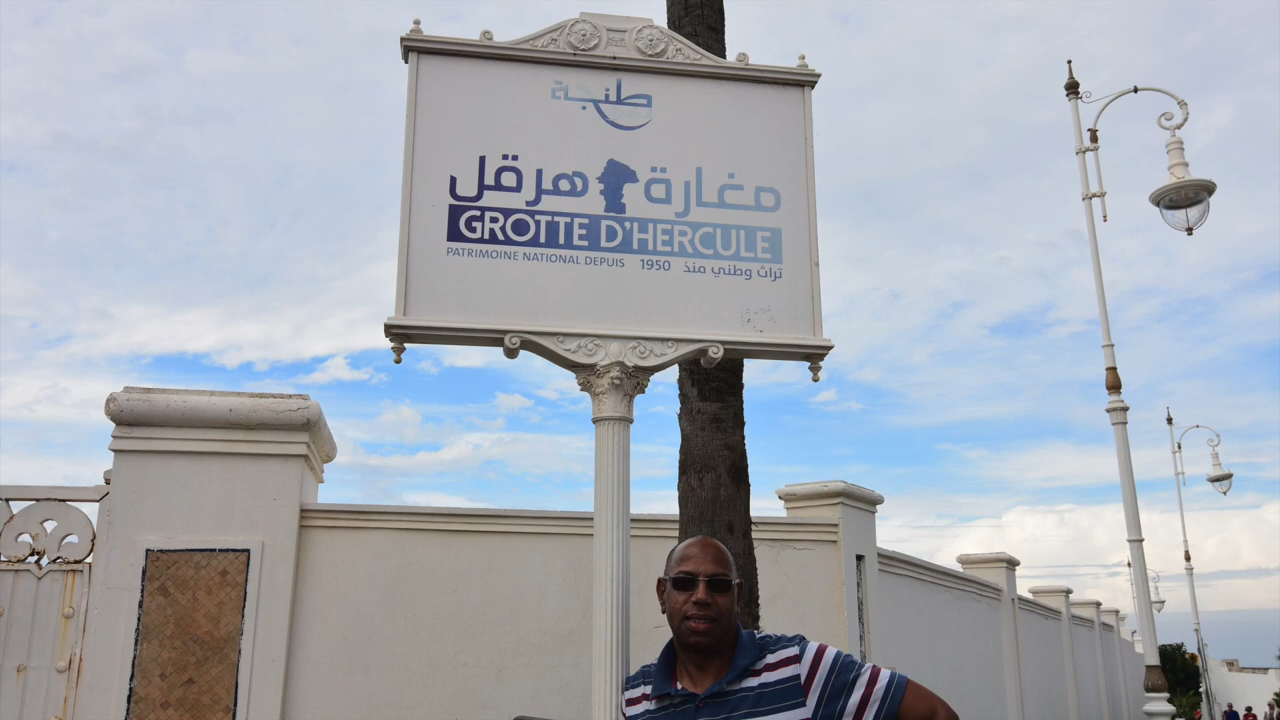 طنجة
مغارة هرقل
GROTTE D'HERCULE
PATRIMOINE NATIONAL DEPUIS 1950 تراث وطني منذ